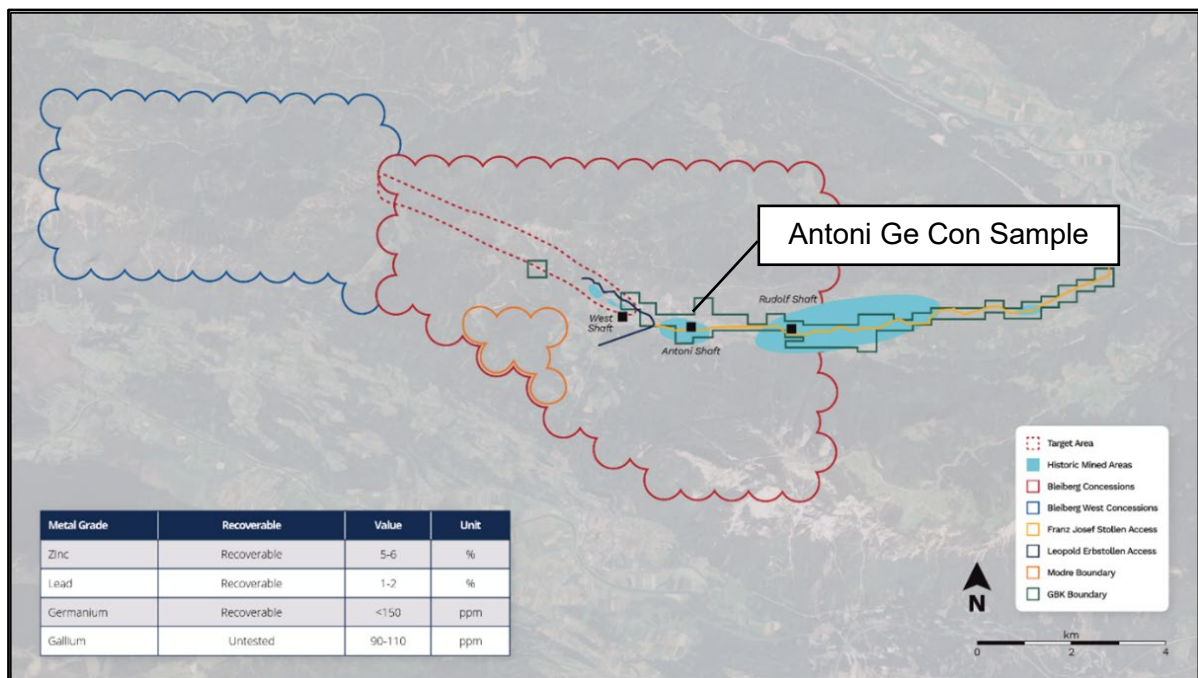 Antoni Ge Con Sample
Rudolf Shaft
West
Shaft
Antoni Shaft
Target Area
Historic Mined Areas
Bleiberg Concessions
Bleiberg West Concessions
Franz Josef Stollen Access
Leopold Erbstollen Access
Modre Boundary
GBK Boundary
Metal Grade Recoverable Value Unit
Zinc Recoverable 5-6 %
Lead Recoverable 1-2 %
Germanium Recoverable <150 ppm
Gallium Untested 90-110 ppm
N
km
0 2 4